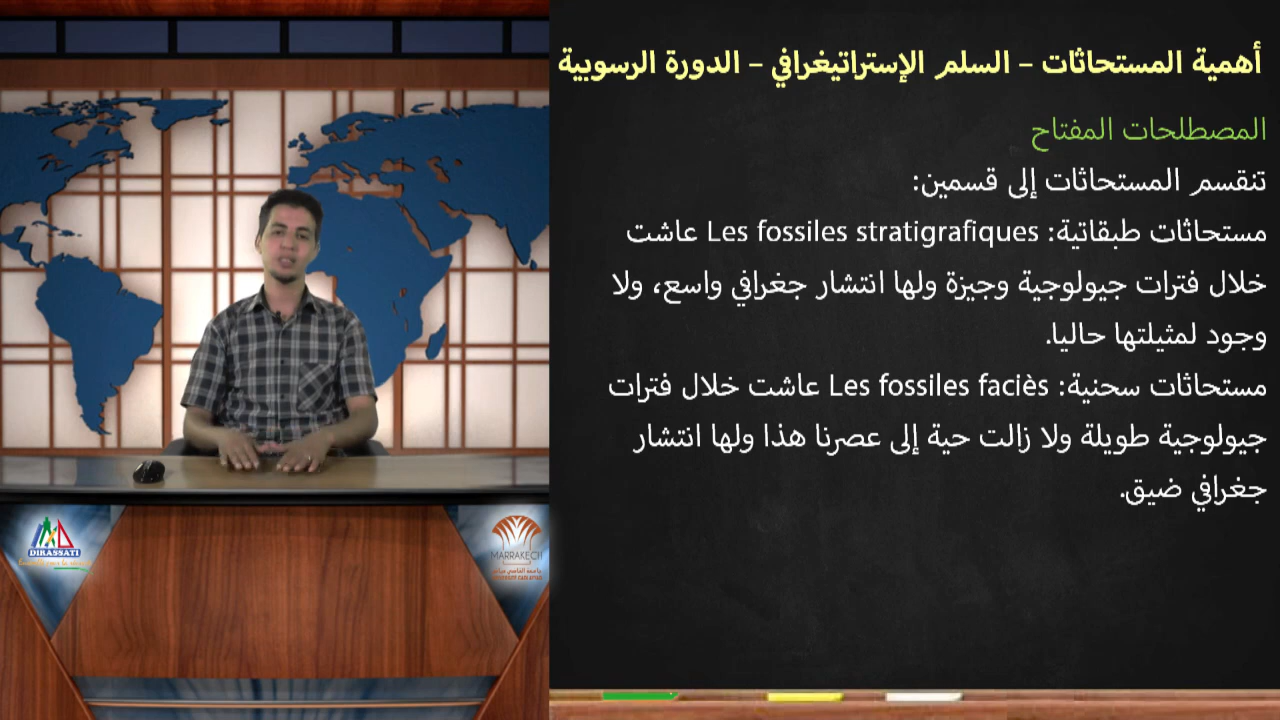 أهمية المستحاثات – السلم الإستراتيغرافي – الدورة الرسوبية
المصطلحات المفتاح
تنقسم المستحاثات إلى قسمين:
مستحاثات طبقاتية: Les fossiles stratigrafiques عاشت
خلال فترات جيولوجية وجيزة ولها انتشار جغرافي واسع، ولا
وجود لمثيلتها حاليا.
مستحاثات سحنية: Les fossiles faciès عاشت خلال فترات
جيولوجية طويلة ولا زالت حية إلى عصرنا هذا ولها انتشار
جغرافي ضيق.
DIRASSATI
MARRAKECH